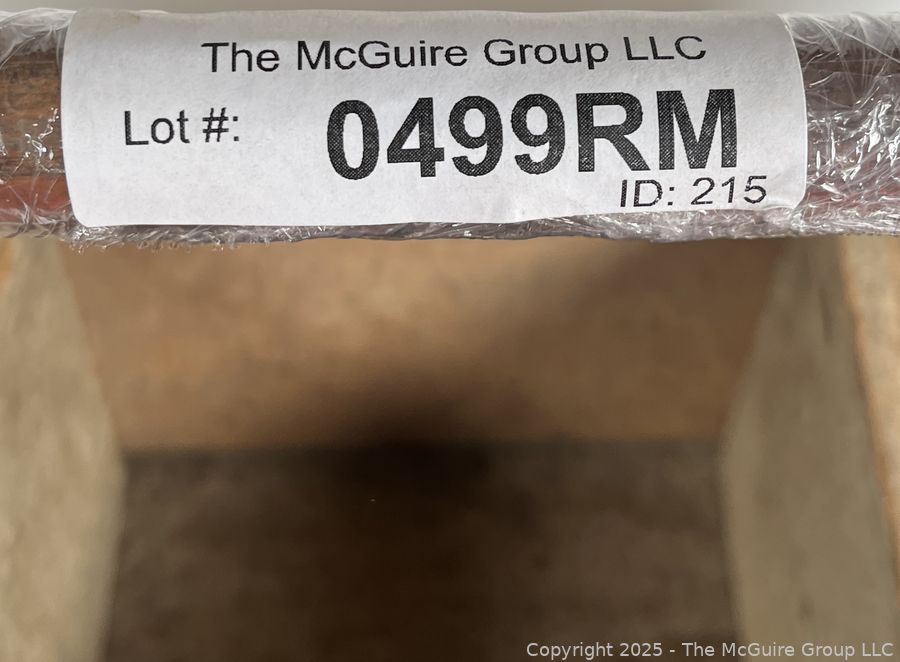 The McGuire Group LLC
Lot #: 0499RM
ID: 215
Copyright 2025 - The McGuire Group LLC